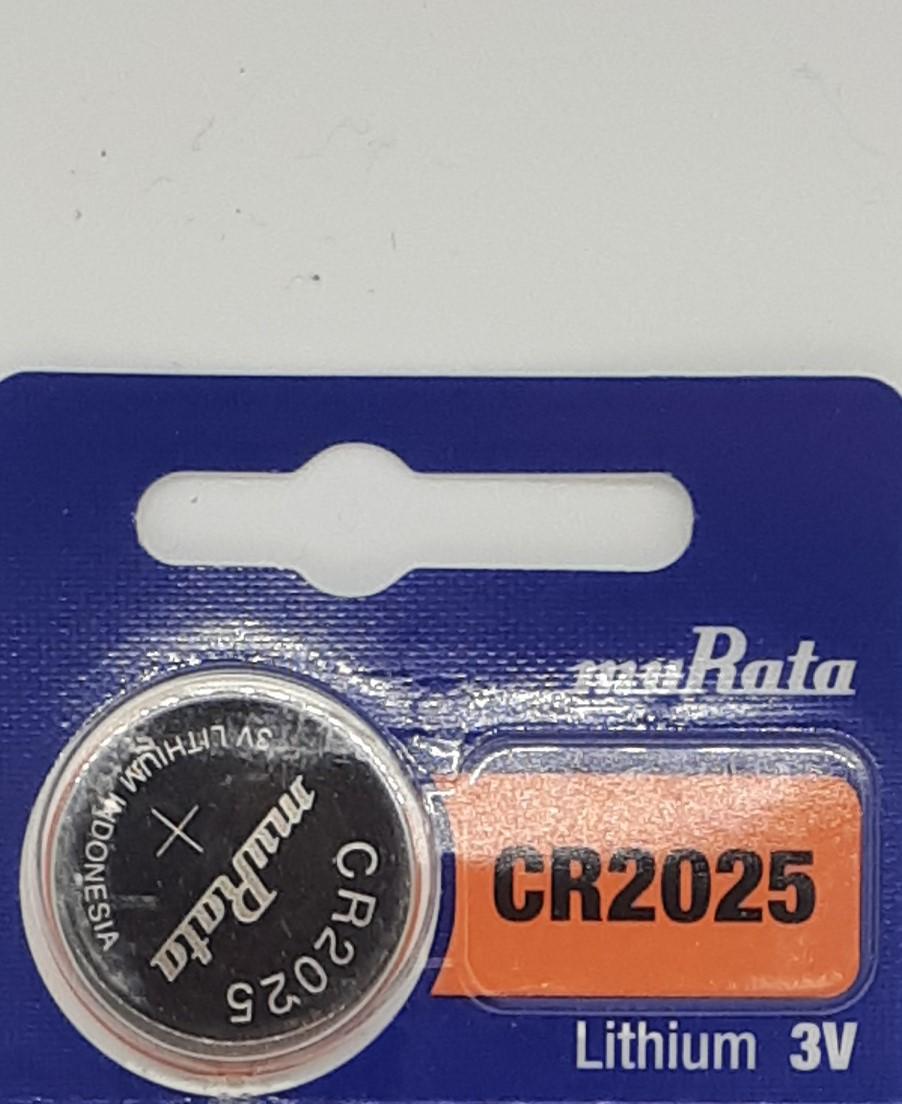 muRata
CR2025
Lithium 3V
3V LITHIUM INDONESIA
muRata
CR2025